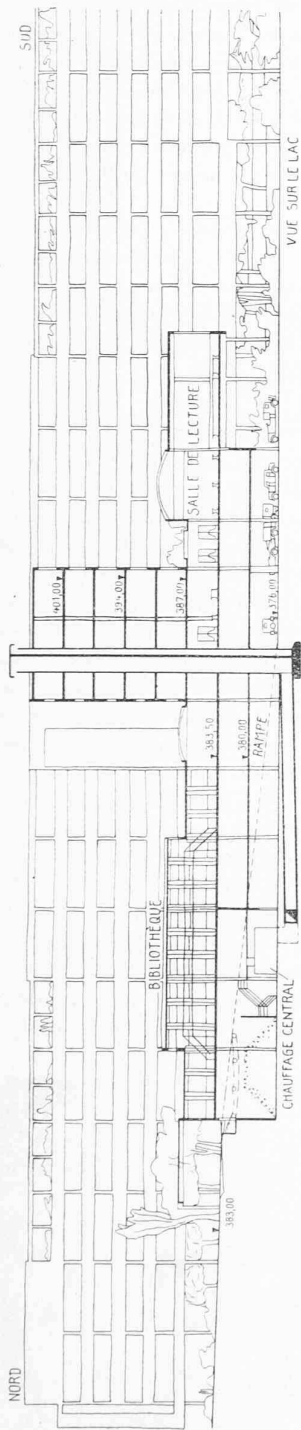 NORD
SUD
401,00
394,00
387,00
BIBLIOTHÈQUE
SALLE DE LECTURE
383,50
380,00
RAMPE
376,00
383,00
CHAUFFAGE CENTRAL
VUE SUR LE LAC